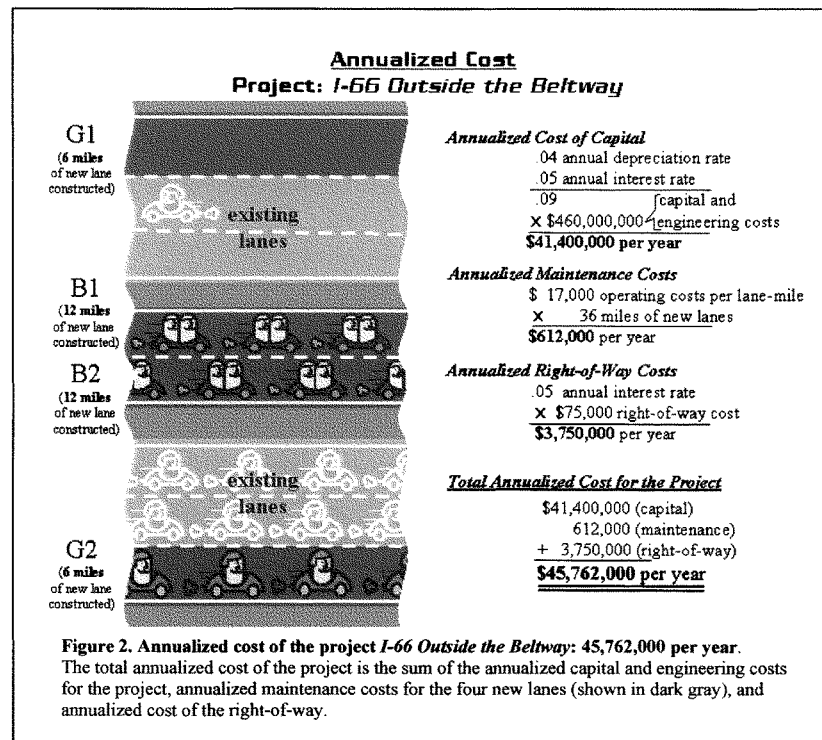 Annualized Cost
Project: I-66 Outside the Beltway
G1
(6 miles
of new lane
constructed)
existing
lanes
B1
(12 miles
of new lane
constructed)
B2
(12 miles
of new lane
constructed)
existing
lanes
G2
(6 miles
of new lane
constructed)
Annualized Cost of Capital
.04 annual depreciation rate
.05 annual interest rate
.09 capital and
x $460,000,000 engineering costs
$41,400,000 per year
Annualized Maintenance Costs
$ 17,000 operating costs per lane-mile
x 36 miles of new lanes
$612,000 per year
Annualized Right-of-Way Costs
.05 annual interest rate
x $75,000 right-of-way cost
$3,750,000 per year
Total Annualized Cost for the Project
$41,400,000 (capital)
612,000 (maintenance)
+ 3,750,000 (right-of-way)
$45,762,000 per year
Figure 2. Annualized cost of the project I-66 Outside the Beltway: 45,762,000 per year.
The total annualized cost of the project is the sum of the annualized capital and engineering costs
for the project, annualized maintenance costs for the four new lanes (shown in dark gray), and
annualized cost of the right-of-way.